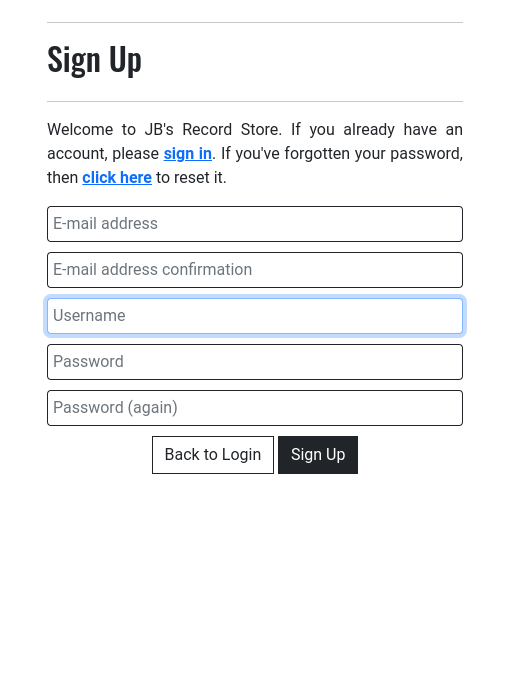 Sign Up
Welcome to JB's Record Store. If you already have an
account, please sign in. If you've forgotten your password,
then click here to reset it.
E-mail address
E-mail address confirmation
Username
Password
Password (again)
Back to Login Sign Up